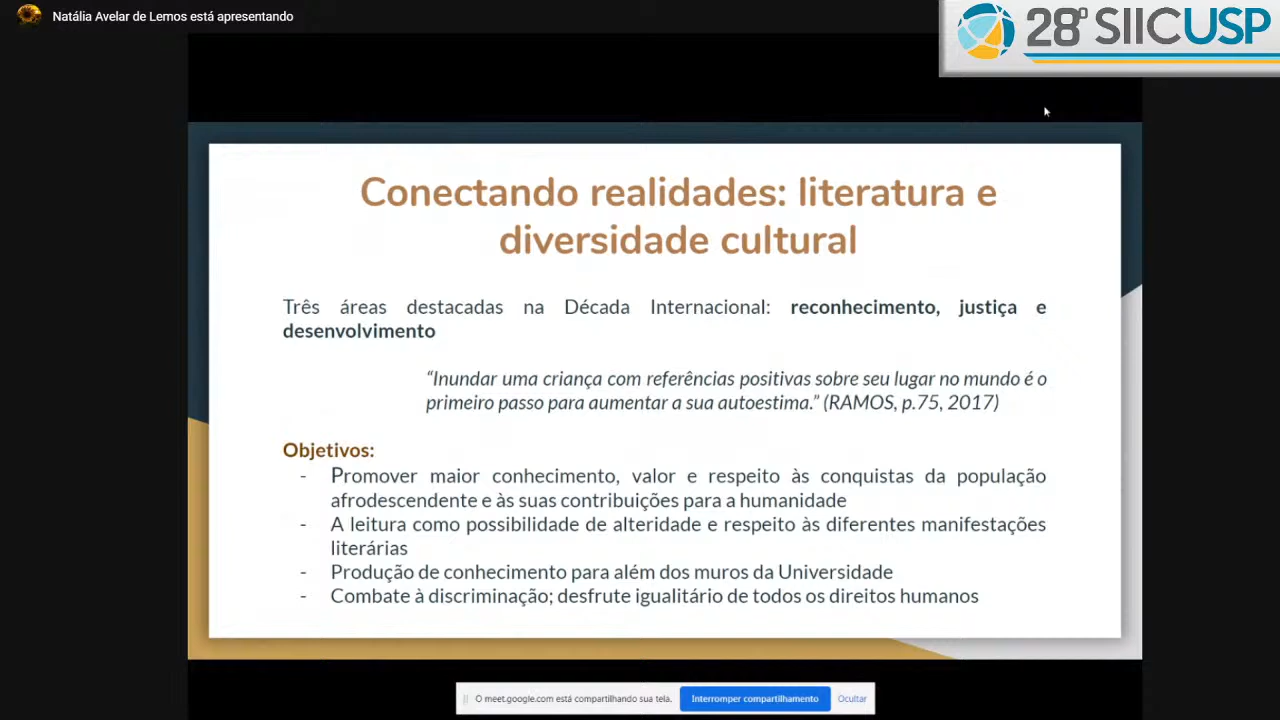 Natália Avelar de Lemos está apresentando
28º SIICUSP
Conectando realidades: literatura e
diversidade cultural
Três áreas destacadas na Década Internacional: reconhecimento, justiça e
desenvolvimento
“Inundar uma criança com referências positivas sobre seu lugar no mundo é o
primeiro passo para aumentar a sua autoestima.” (RAMOS, p.75, 2017)
Objetivos:
- Promover maior conhecimento, valor e respeito às conquistas da população
afrodescendente e às suas contribuições para a humanidade
- A leitura como possibilidade de alteridade e respeito às diferentes manifestações
literárias
- Produção de conhecimento para além dos muros da Universidade
- Combate à discriminação; desfrute igualitário de todos os direitos humanos
O meet.google.com está compartilhando sua tela. Interromper compartilhamento Ocultar